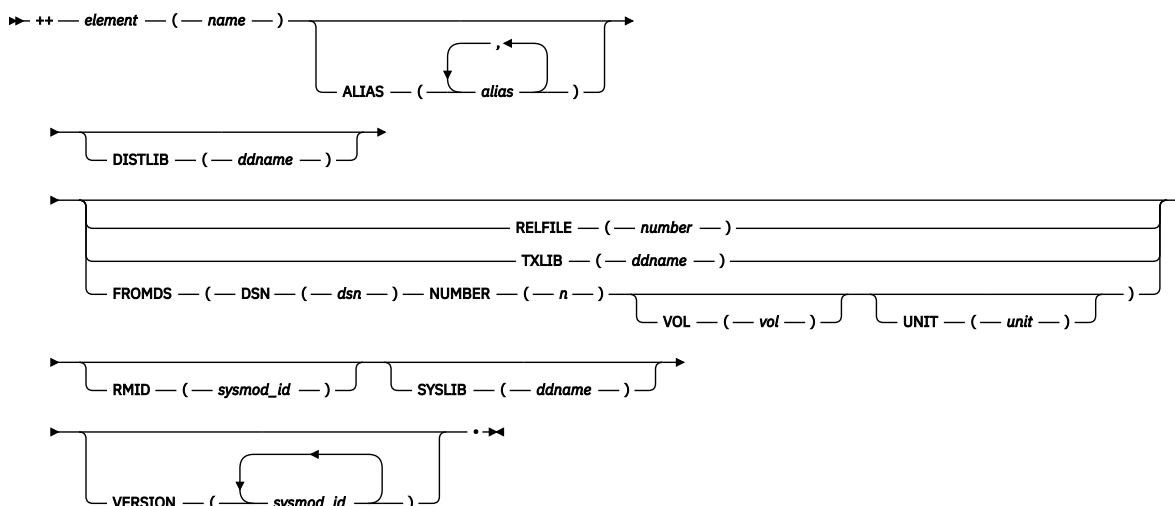 ++ element ( name )
,
ALIAS ( alias )
DISTLIB ( ddname )
RELFILE ( number )
TXLIB ( ddname )
FROMDS ( DSN ( dsn ) NUMBER ( n ) )
VOL ( vol ) UNIT ( unit )
RMID ( sysmod_id ) SYSLIB ( ddname )
.
VERSION ( sysmod_id )